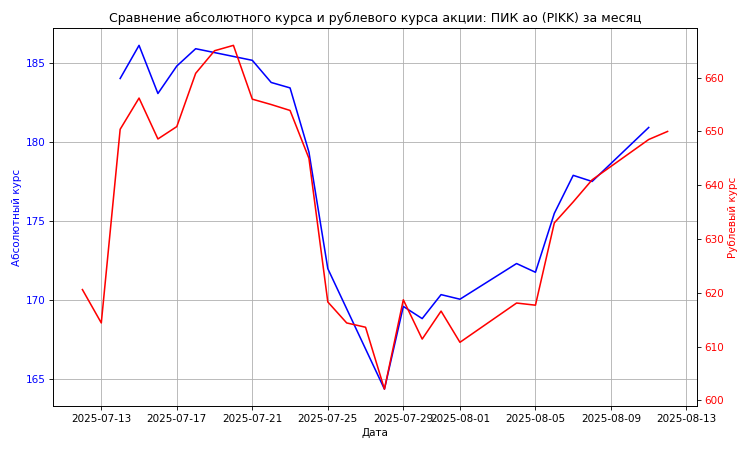 Сравнение абсолютного курса и рублевого курса акции: ПИК ао (PIKK) за месяц
185
180
175
170
165
Абсолютный курс
660
650
640
630
620
610
600
Рублевый курс
2025-07-13 2025-07-17 2025-07-21 2025-07-25 2025-07-29 2025-08-01 2025-08-05 2025-08-09 2025-08-13
Дата